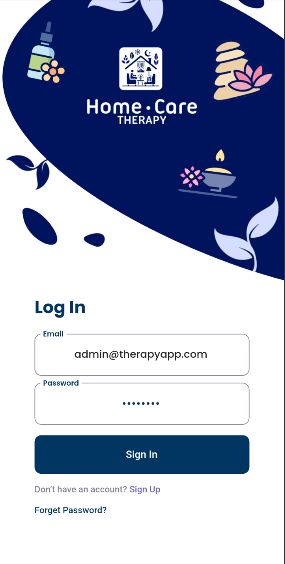 Home • Care
THERAPY
Log In
Email
admin@therapyapp.com
Password
••••••••
Sign In
Don't have an account? Sign Up
Forget Password?